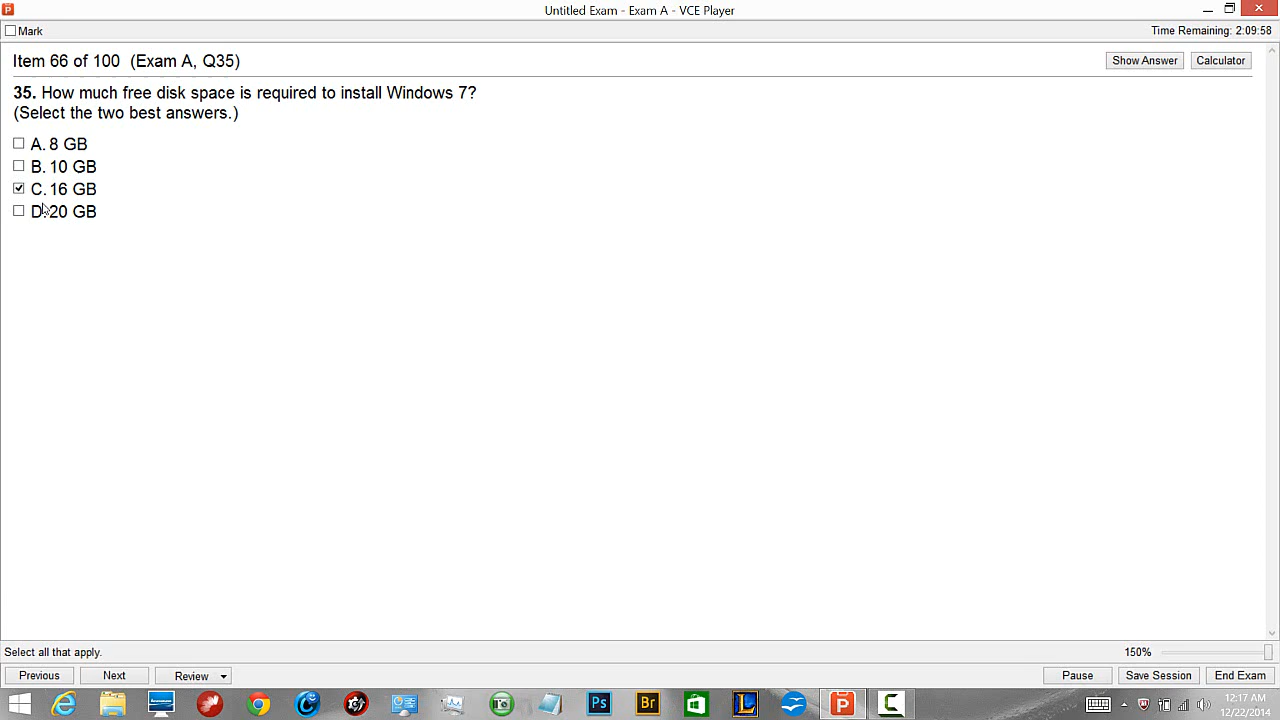 Untitled Exam - Exam A - VCE Player
Mark
Time Remaining: 2:09:58
Item 66 of 100 (Exam A, Q35)
Show Answer
Calculator
35. How much free disk space is required to install Windows 7?
(Select the two best answers.)
A. 8 GB
B. 10 GB
C. 16 GB
D. 20 GB
Select all that apply.
150%
Previous
Next
Review
Pause
Save Session
End Exam
Ps
Br
12:17 AM
12/22/2014